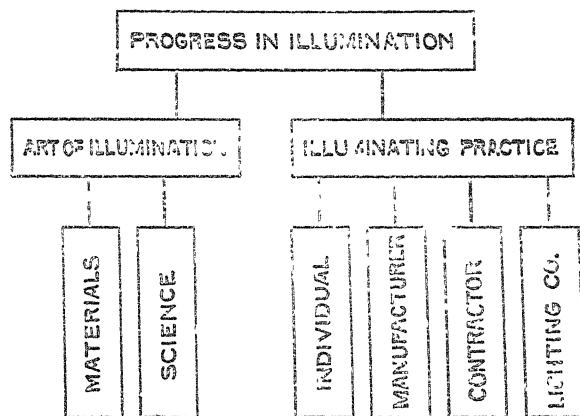 PROGRESS IN ILLUMINATION
ART OF ILLUMINATION
ILLUMINATING PRACTICE
MATERIALS
SCIENCE
INDIVIDUAL
MANUFACTURER
CONTRACTOR
LIGHTING CO.